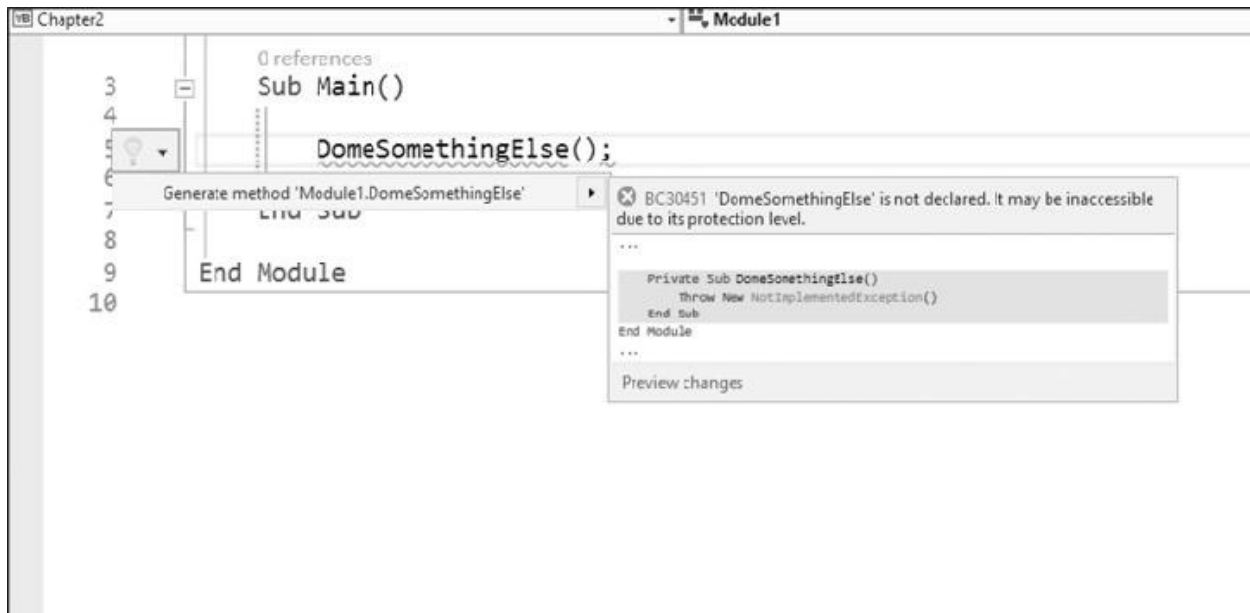 Chapter2
Module1
0 references
3 Sub Main()
4
5 DomeSomethingElse();
6
Generate method 'Module1.DomeSomethingElse'
7 End Sub
8
9 End Module
10
BC30451 'DomeSomethingElse' is not declared. It may be inaccessible
due to its protection level.
...
Private Sub DomeSomethingElse()
Throw New NotImplementedException()
End Sub
End Module
...
Preview changes